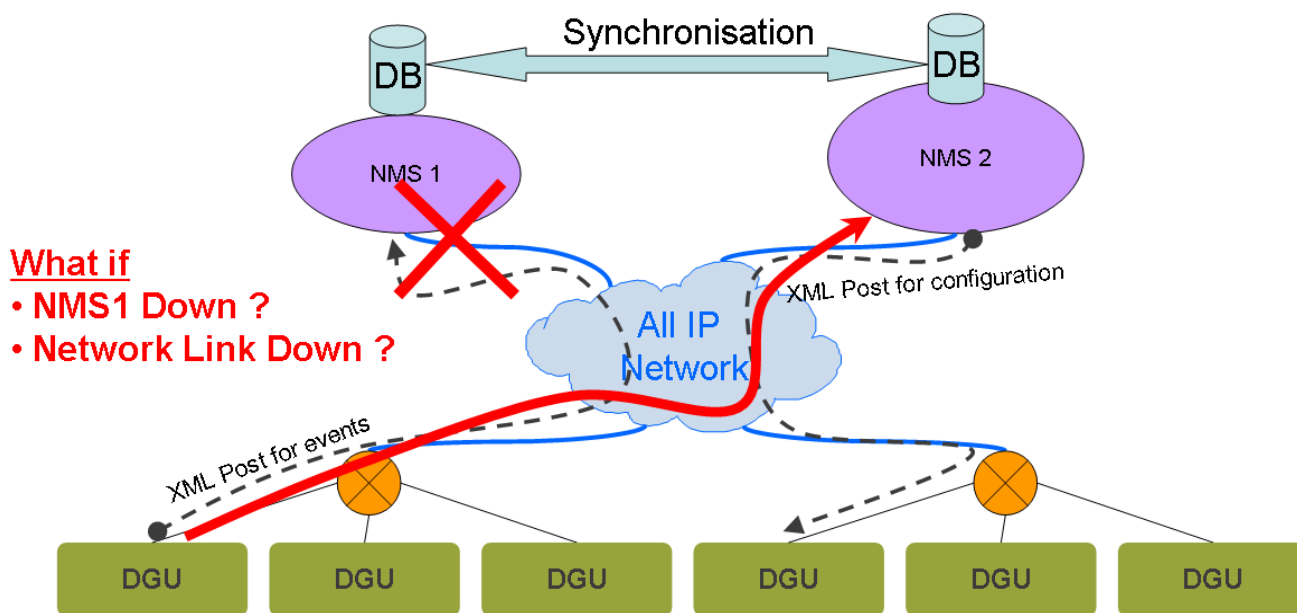 Synchronisation
DB
DB
NMS 1
NMS 2
What if
• NMS1 Down ?
• Network Link Down ?
XML Post for configuration
All IP
Network
XML Post for events
DGU
DGU
DGU
DGU
DGU
DGU